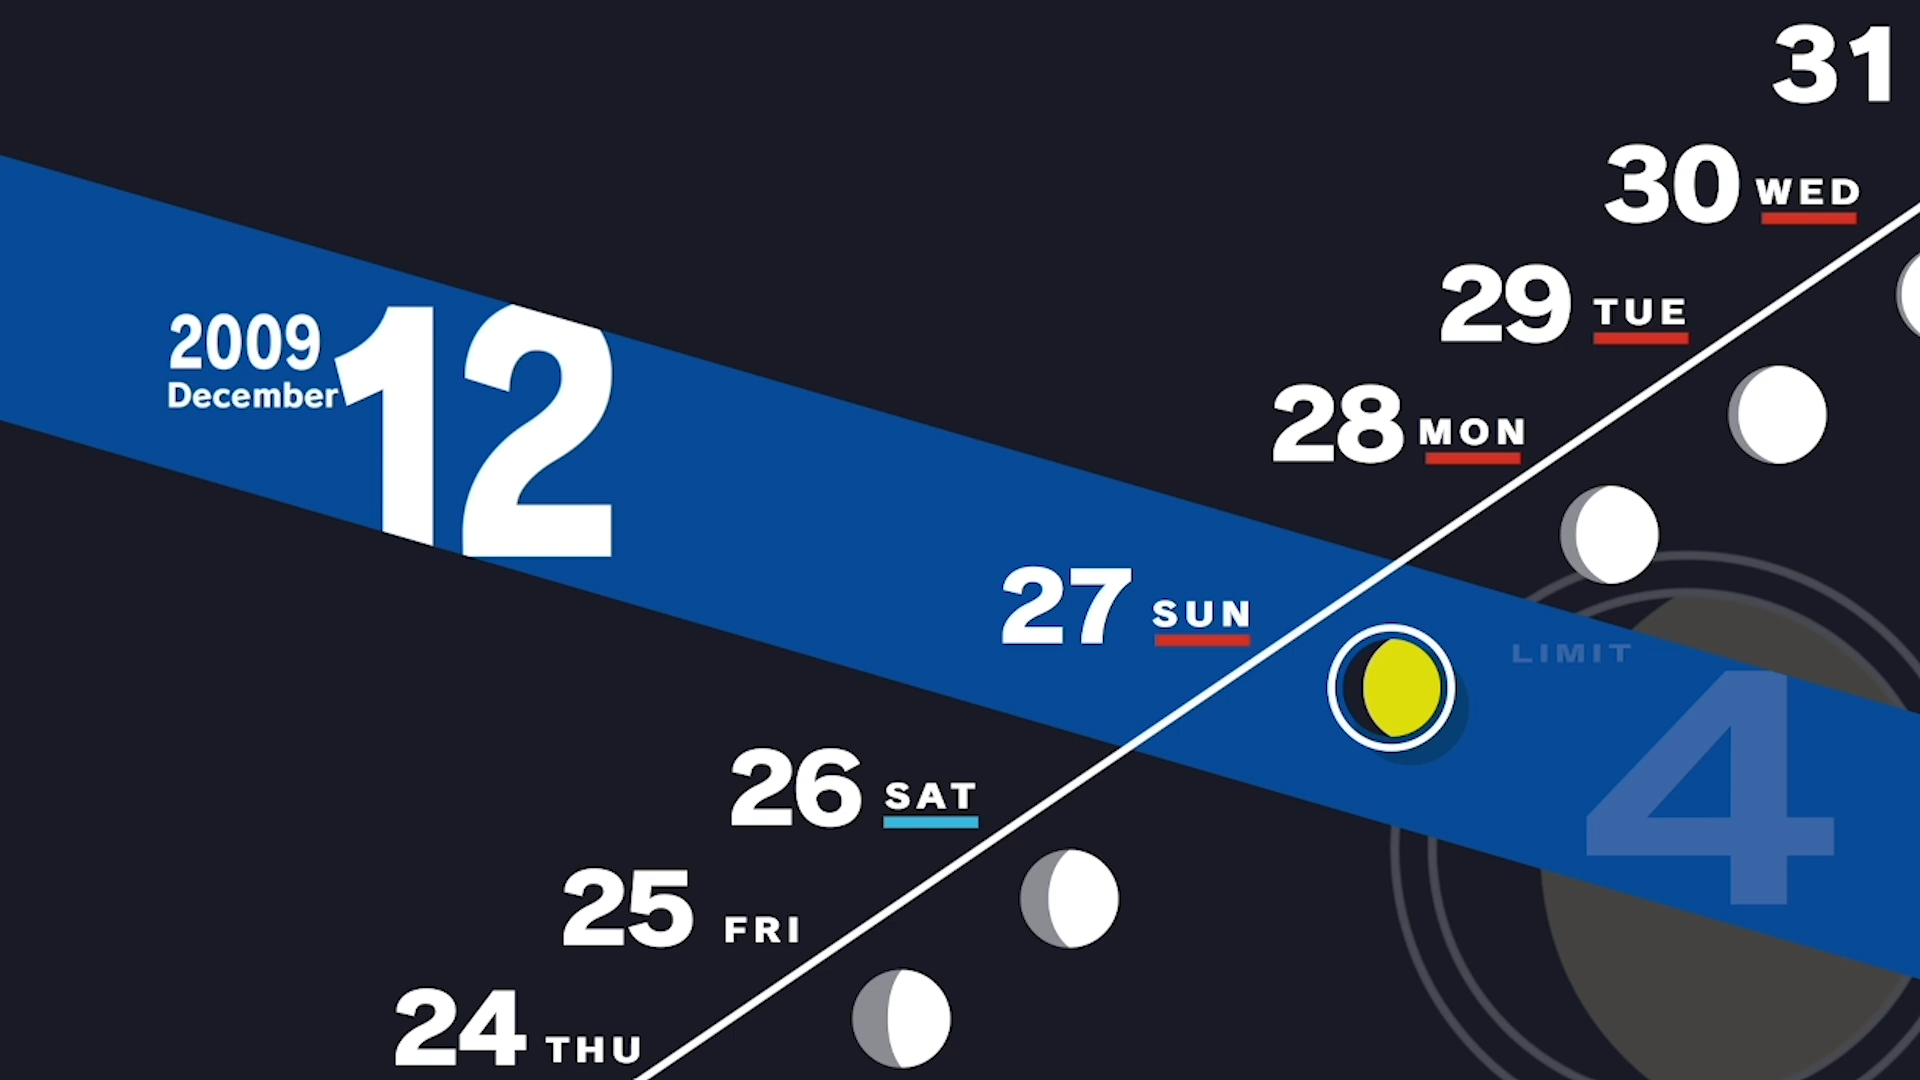 31
30 WED
29 TUE
2009
December
12
28 MON
27 SUN
LIMIT
4
26 SAT
25 FRI
24 THU